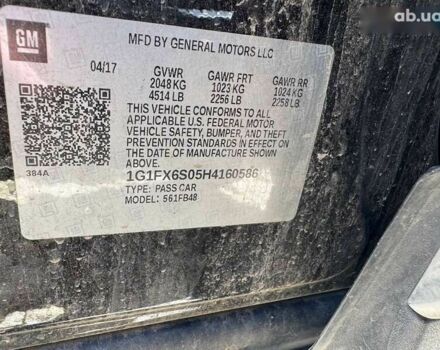 ab.ua
GM
MFD BY GENERAL MOTORS LLC
04/17 GVWR GAWR FRT GAWR RR
2048 KG 1023 KG 1024 KG
4514 LB 2256 LB 2258 LB
THIS VEHICLE CONFORMS TO ALL
APPLICABLE U.S. FEDERAL MOTOR
VEHICLE SAFETY, BUMPER, AND THEFT
PREVENTION STANDARDS IN EFFECT ON THE
DATE OF MANUFACTURE SHOWN
ABOVE.
384A
1G1FX6S05H4160586
TYPE: PASS CAR
MODEL: 561FB48